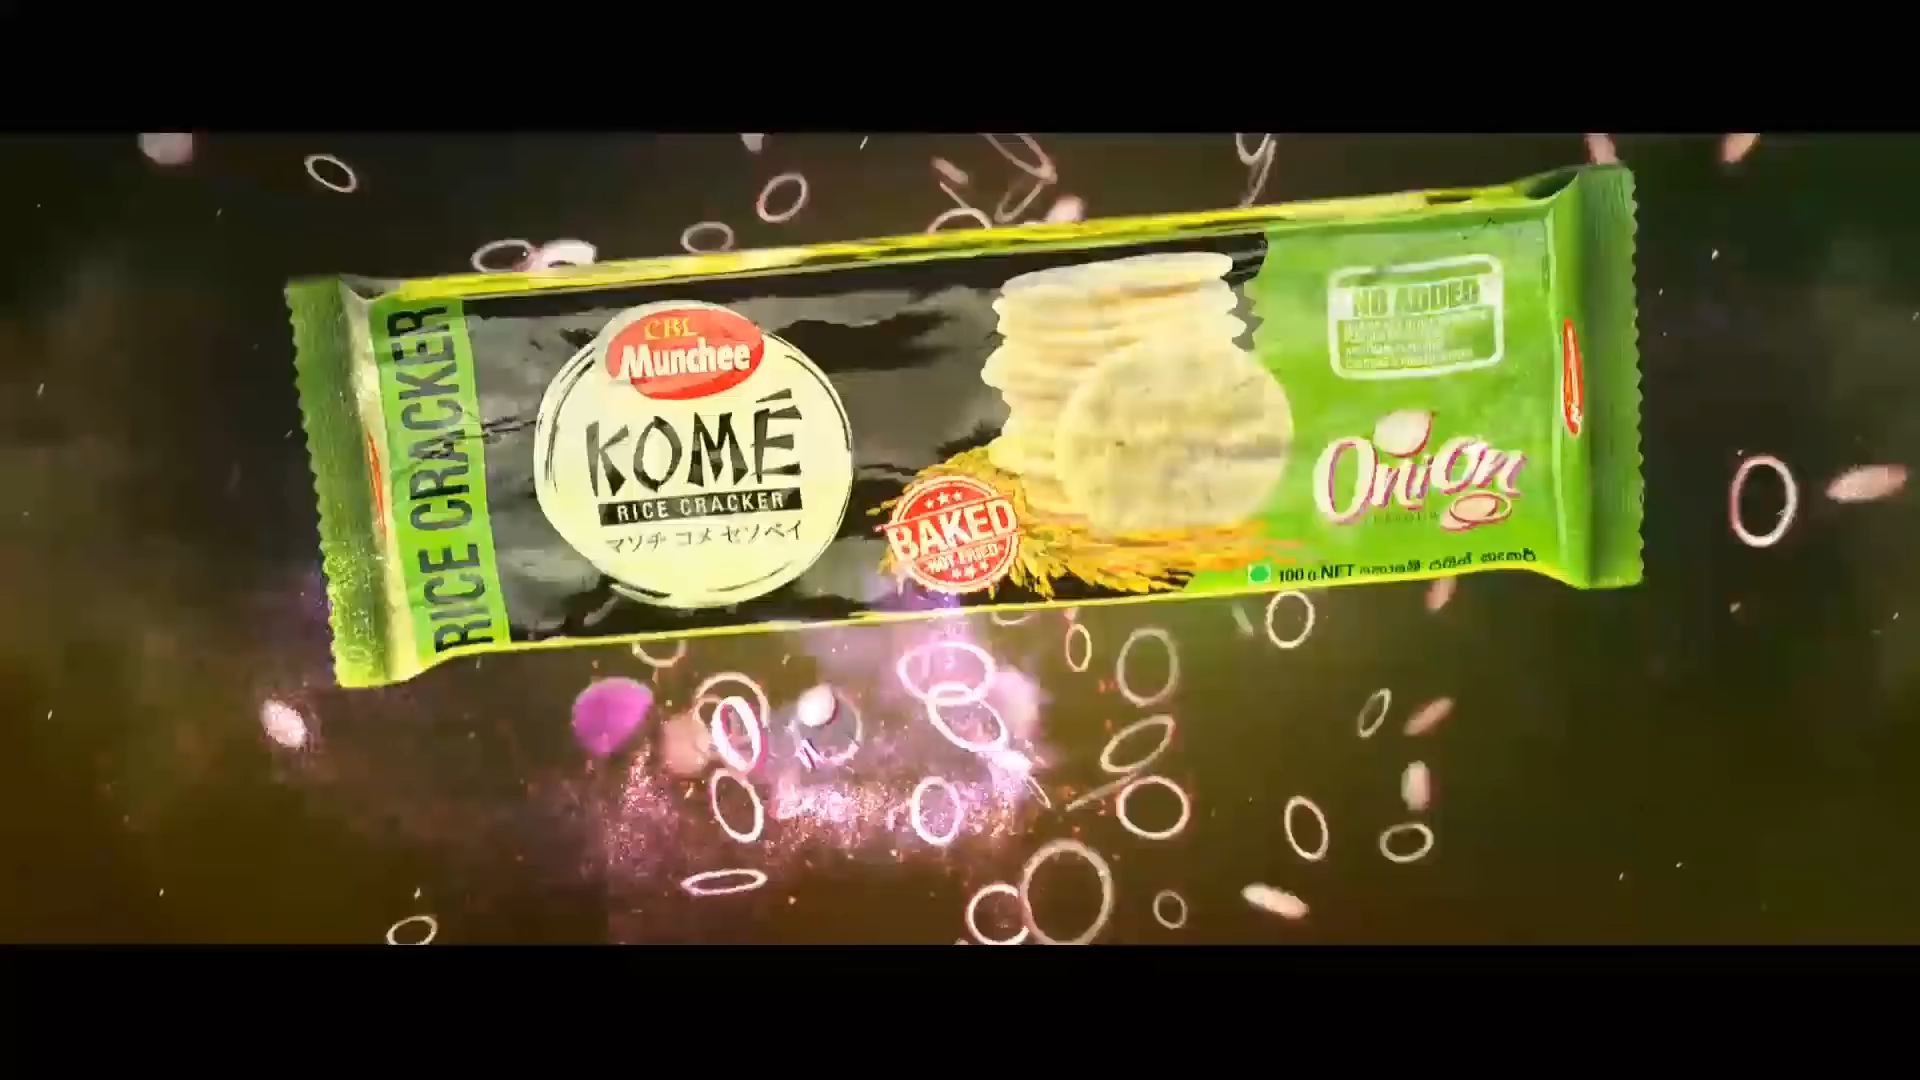 RICE CRACKER
CBL
Munchee
KOMÉ
RICE CRACKER
マンチ コメ センベイ
BAKED
NOT FRIED
NO ADDED
Onion
100 g NET